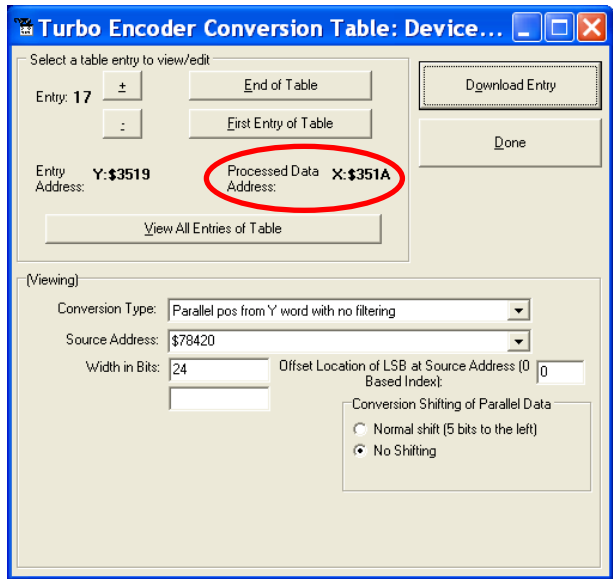 Turbo Encoder Conversion Table: Device...
Select a table entry to view/edit
Entry: 17
+
End of Table
-
First Entry of Table
Download Entry
Done
Entry Address: Y:$3519
Processed Data Address: X:$351A
View All Entries of Table
(Viewing)
Conversion Type: Parallel pos from Y word with no filtering
Source Address: $78420
Width in Bits: 24
Offset Location of LSB at Source Address (0 Based Index): 0
Conversion Shifting of Parallel Data
Normal shift (5 bits to the left)
No Shifting